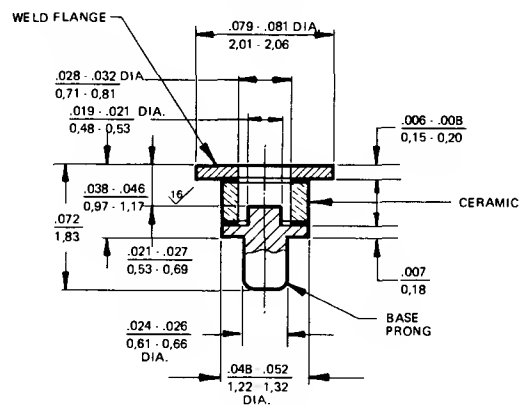 WELD FLANGE
.079 - .081 DIA.
2,01 - 2,06
.028 - .032 DIA.
0,71 - 0,81
.019 - .021 DIA.
0,48 - 0,53
.006 - .008
0,15 - 0,20
.038 - .046
0,97 - 1,17
16
CERAMIC
.072
1,83
.021 - .027
0,53 - 0,69
.007
0,18
.024 - .026
0,61 - 0,66
DIA.
BASE
PRONG
.048 - .052
1,22 - 1,32
DIA.